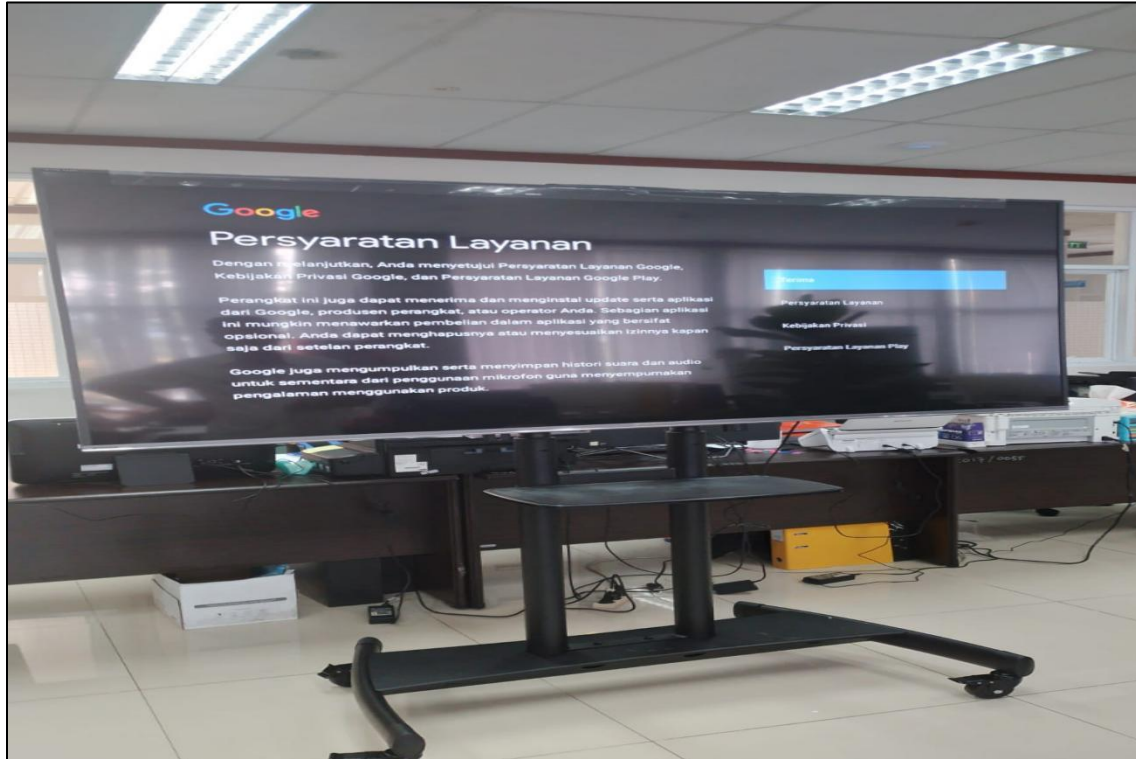 Google
Persyaratan Layanan
Dengan melanjutkan, Anda menyetujui Persyaratan Layanan Google,
Kebijakan Privasi Google, dan Persyaratan Layanan Google Play.
Perangkat ini juga dapat menerima dan menginstal update serta aplikasi
dari Google, produsen perangkat, atau operator Anda. Sebagian aplikasi
ini mungkin menawarkan pembelian dalam aplikasi yang bersifat
opsional. Anda dapat menghapusnya atau menyesuaikan izinnya kapan
saja dari setelan perangkat.
Google juga mengumpulkan serta menyimpan histori suara dan audio
untuk sementara dari penggunaan mikrofon guna menyempurnakan
pengalaman menggunakan produk.
Terima
Persyaratan Layanan
Kebijakan Privasi
Persyaratan Layanan Play